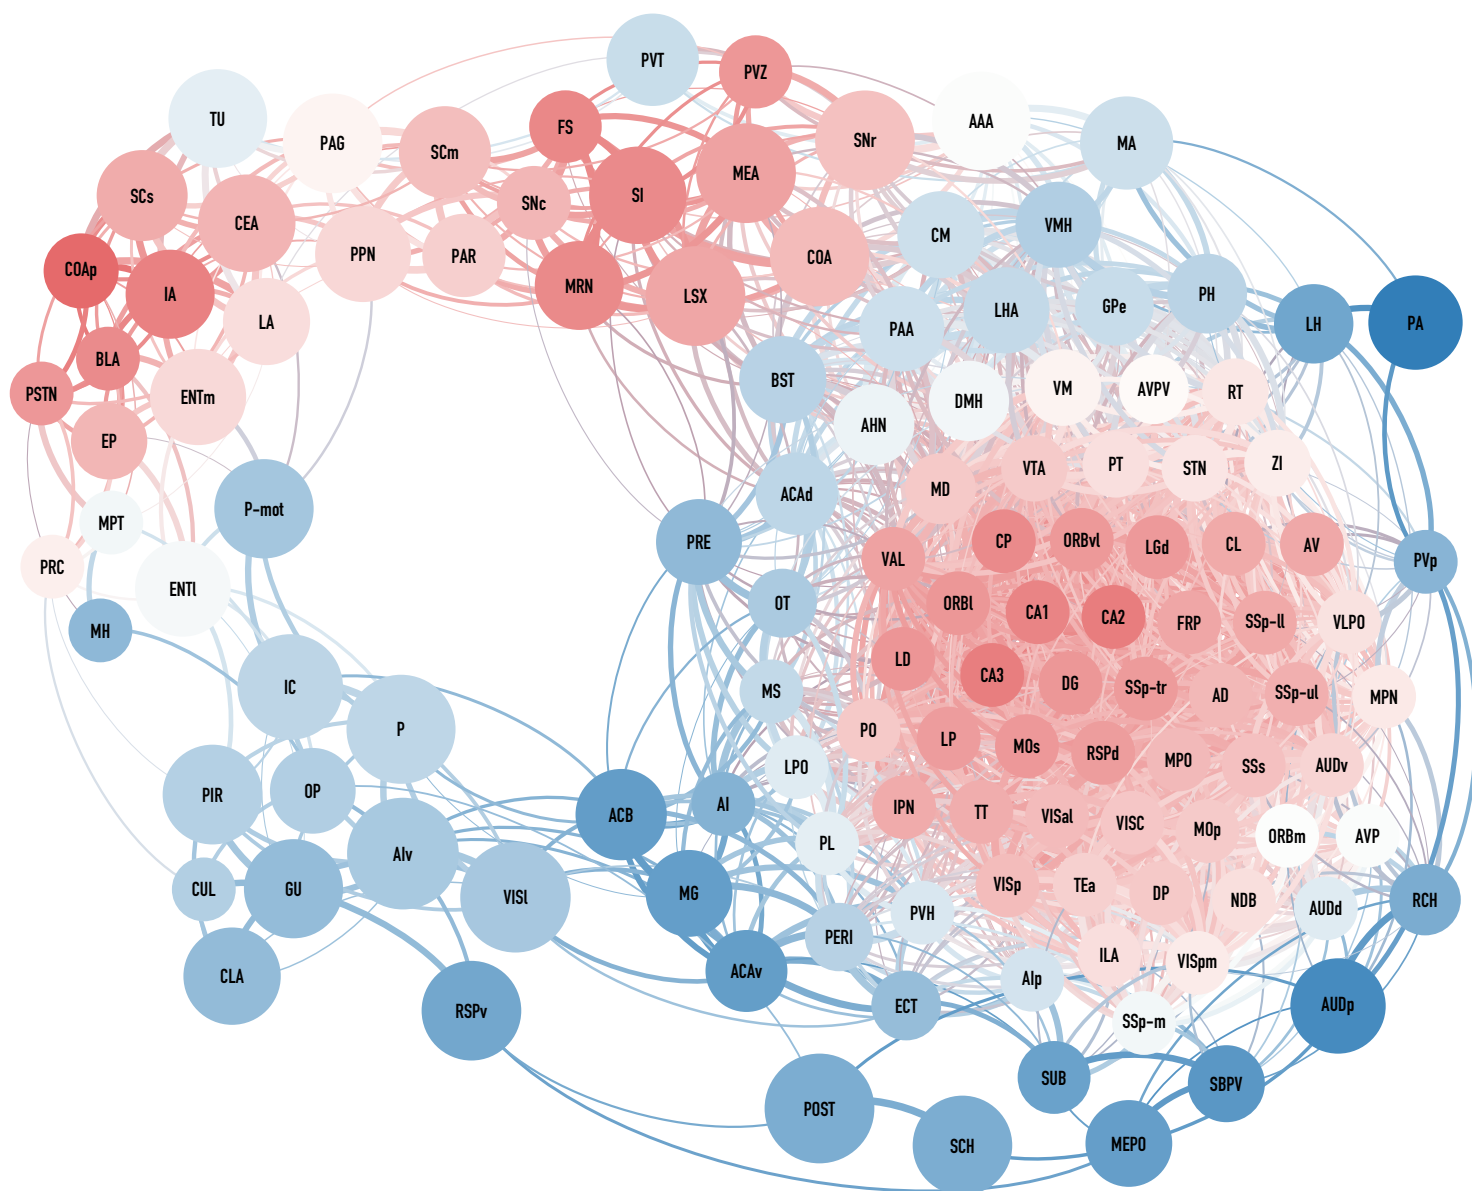 PVT
PVZ
TU
PAG
SCm
FS
SNr
AAA
MA
SCs
CEA
SNc
SI
MEA
CM
VMH
PPN
PAR
COA
COAp
IA
MRN
LSX
LA
PAA
LHA
GPe
PH
LH
PA
BLA
PSTN
ENTm
BST
AHN
DMH
VM
AVPV
RT
EP
MPT
P-mot
ACAd
MD
VTA
PT
STN
ZI
PRC
ENTl
PRE
VAL
CP
ORBvl
LGd
CL
AV
PVp
MH
OT
ORBl
CA1
CA2
FRP
SSp-ll
VLPO
IC
MS
LD
CA3
DG
SSp-tr
AD
SSp-ul
MPN
P
PO
LP
MOs
RSPd
MPO
SSs
AUDv
PIR
OP
LPO
ACB
AI
IPN
TT
VISal
VISC
MOp
ORBm
AVP
AIv
PL
CUL
GU
VISl
MG
PERI
PVH
VISp
TEa
DP
NDB
AUDd
RCH
CLA
ACAv
ILA
VISpm
AIp
RSPv
ECT
SSp-m
AUDp
SUB
SBPV
POST
SCH
MEPO